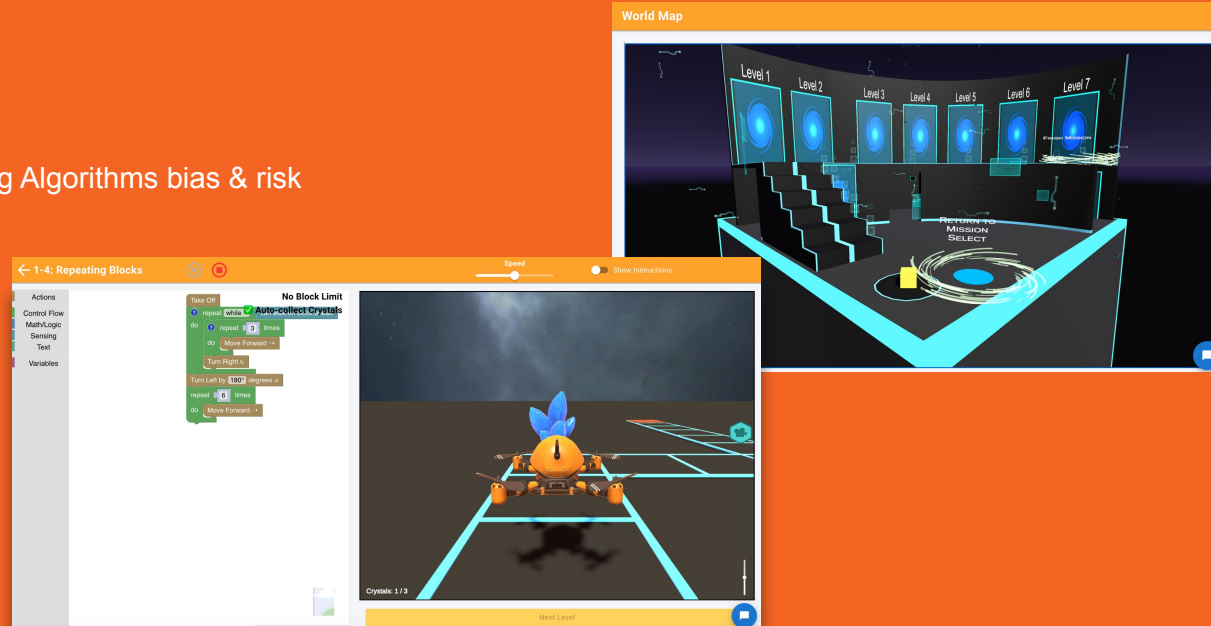 World Map
Level 1
Level 2
Level 3
Level 4
Level 5
Level 6
Level 7
FINISH MISSION
RETURN TO
MISSION
SELECT
g Algorithms bias & risk
← 1-4: Repeating Blocks
Speed
Show Instructions
Actions
Control Flow
Math/Logic
Sensing
Text
Variables
No Block Limit
Auto-collect Crystals
Take Off
repeat while
do
repeat 3 times
do Move Forward →
Turn Right ↻
Turn Left by 180° degrees ↺
repeat 6 times
do Move Forward →
Crystals: 1 / 3
Next Level